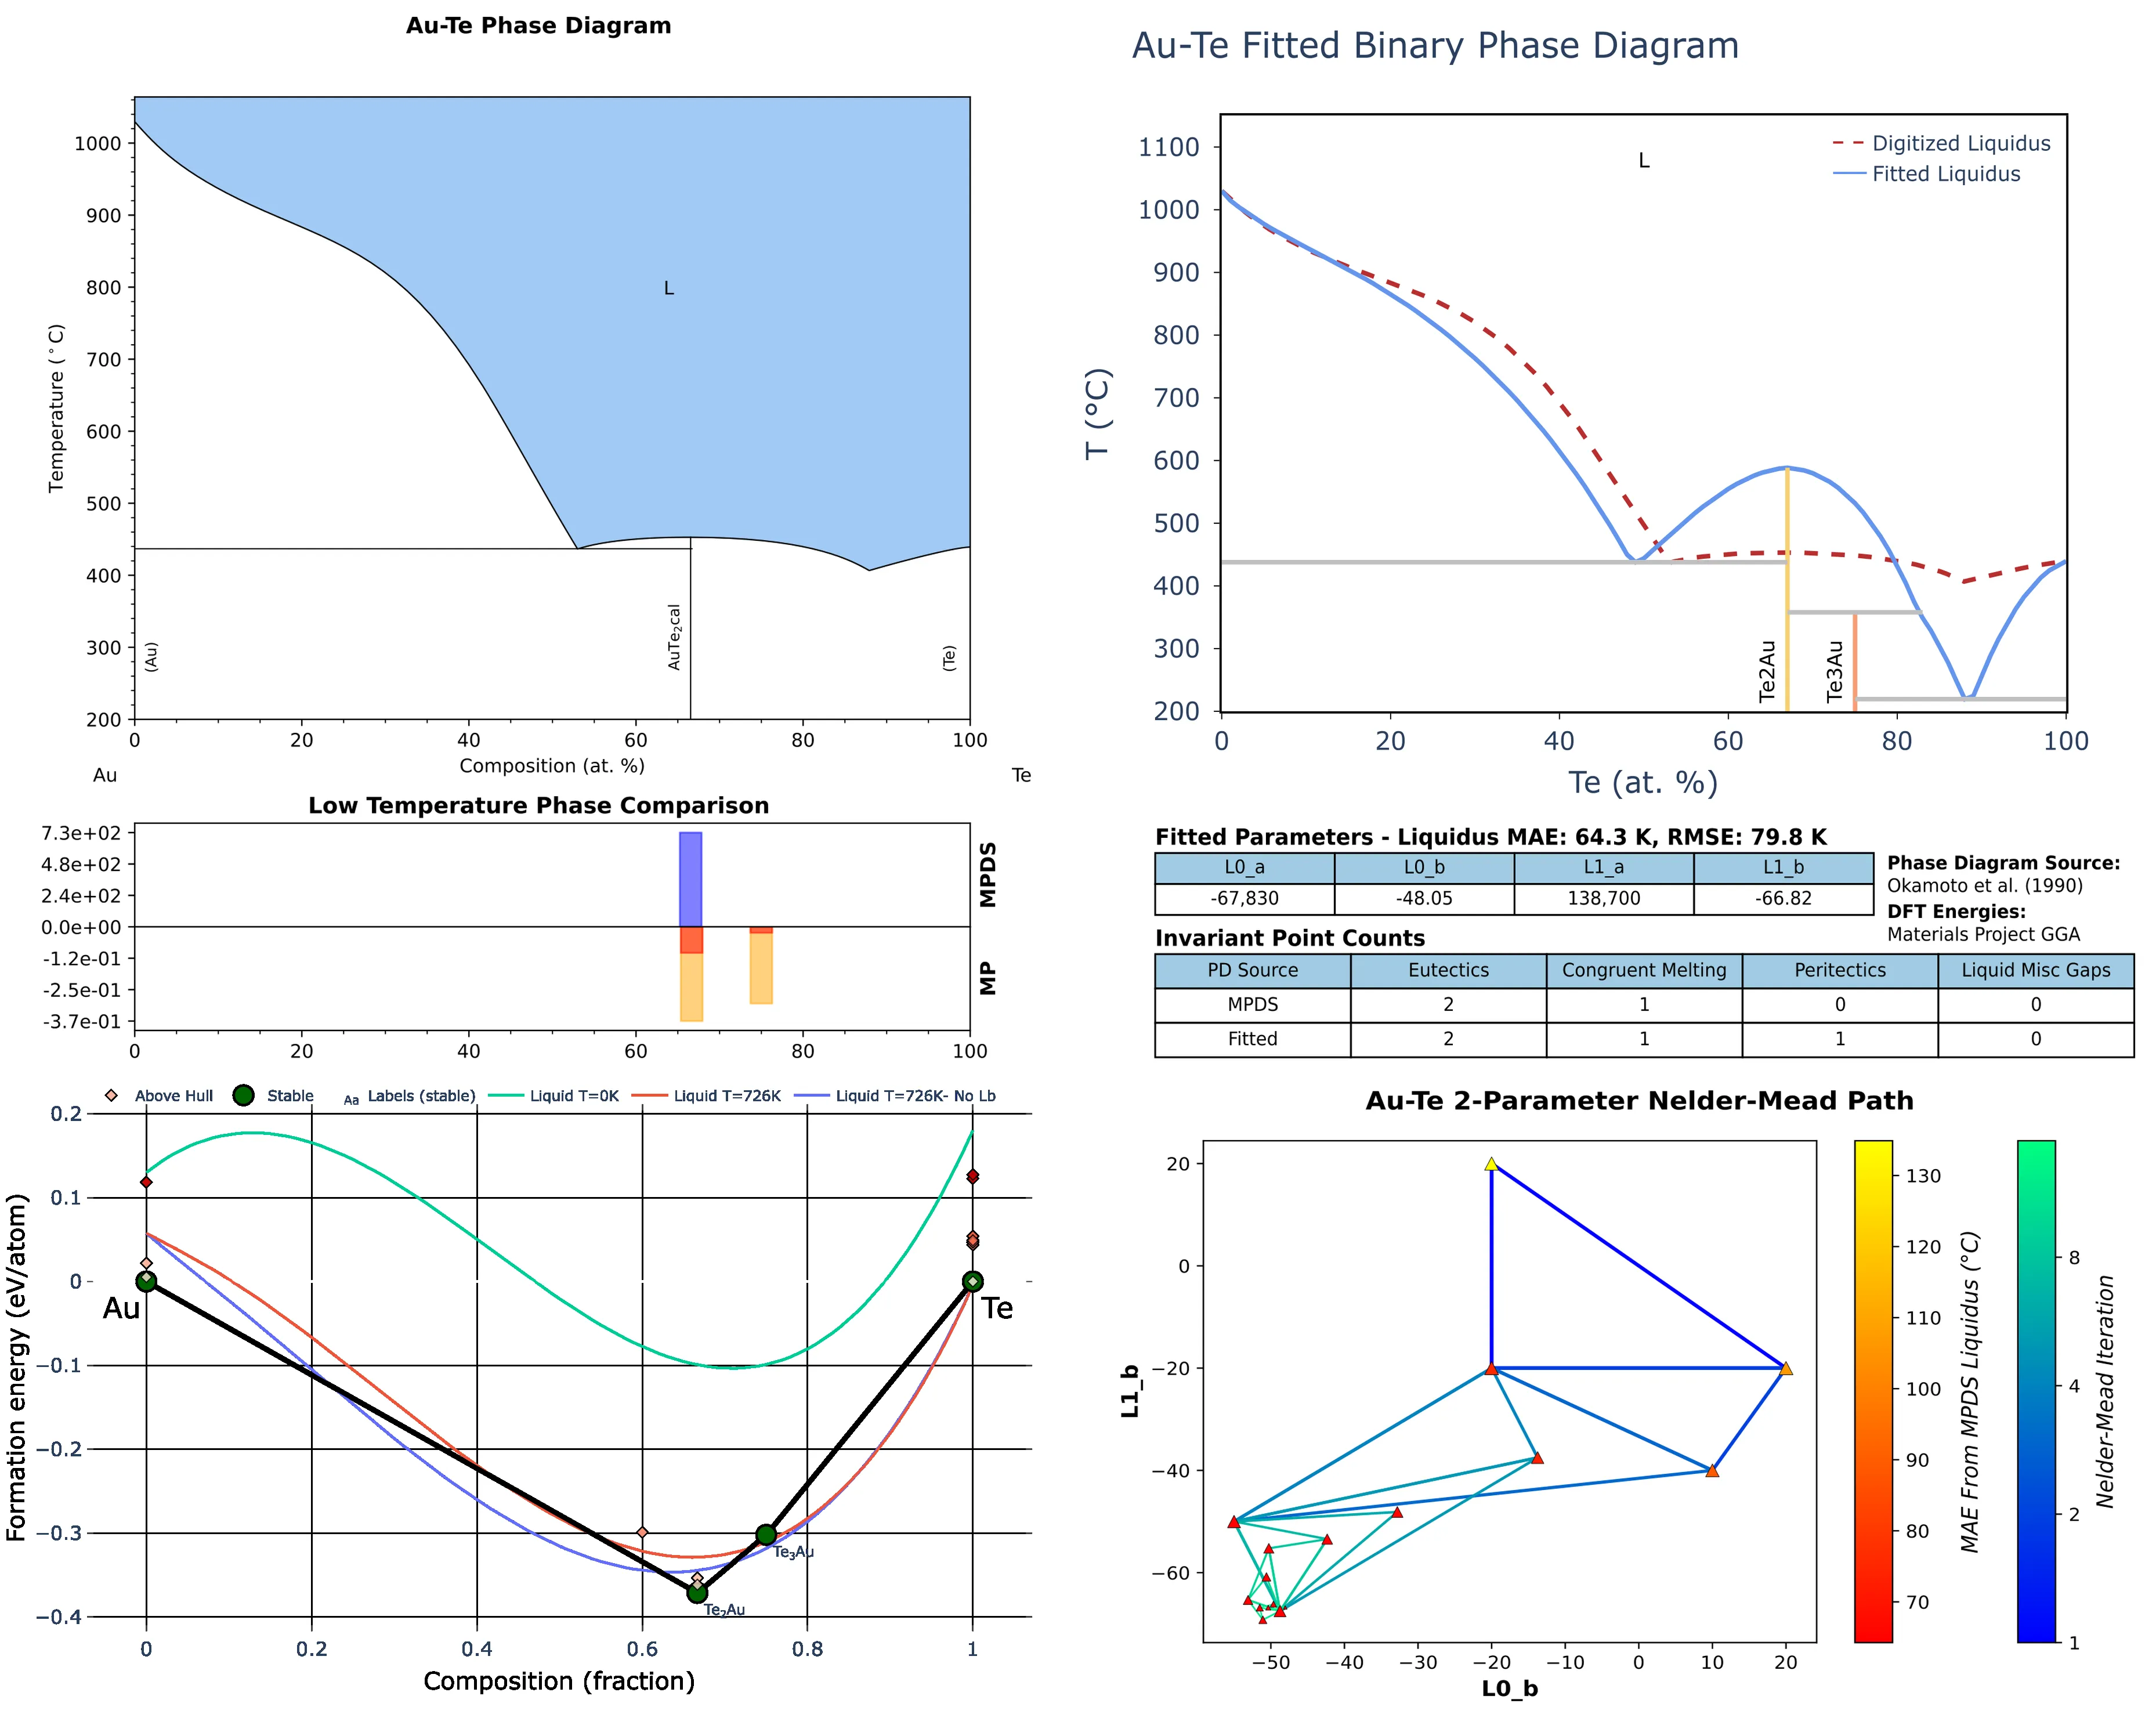 Au-Te Phase Diagram
Temperature (°C)
1000
900
800
700
600
500
400
300
200
L
(Au)
AuTe₂cal
(Te)
0 20 40 60 80 100
Composition (at. %)
Au Te
Low Temperature Phase Comparison
7.3e+02
4.8e+02
2.4e+02
0.0e+00
-1.2e-01
-2.5e-01
-3.7e-01
MPDS
MP
0 20 40 60 80 100
Above Hull Stable Aa Labels (stable) Liquid T=0K Liquid T=726K Liquid T=726K- No Lb
Formation energy (eV/atom)
0.2
0.1
0
−0.1
−0.2
−0.3
−0.4
Au
Te
Te₃Au
Te₂Au
0 0.2 0.4 0.6 0.8 1
Composition (fraction)
Au-Te Fitted Binary Phase Diagram
T (°C)
1100
1000
900
800
700
600
500
400
300
200
L
Digitized Liquidus
Fitted Liquidus
Te2Au
Te3Au
0 20 40 60 80 100
Te (at. %)
Fitted Parameters - Liquidus MAE: 64.3 K, RMSE: 79.8 K
L0_a L0_b L1_a L1_b
-67,830 -48.05 138,700 -66.82
Phase Diagram Source:
Okamoto et al. (1990)
DFT Energies:
Materials Project GGA
Invariant Point Counts
PD Source Eutectics Congruent Melting Peritectics Liquid Misc Gaps
MPDS 2 1 0 0
Fitted 2 1 1 0
Au-Te 2-Parameter Nelder-Mead Path
L1_b
20
0
−20
−40
−60
−50 −40 −30 −20 −10 0 10 20
L0_b
130
120
110
100
90
80
70
MAE From MPDS Liquidus (°C)
8
4
2
1
Nelder-Mead Iteration